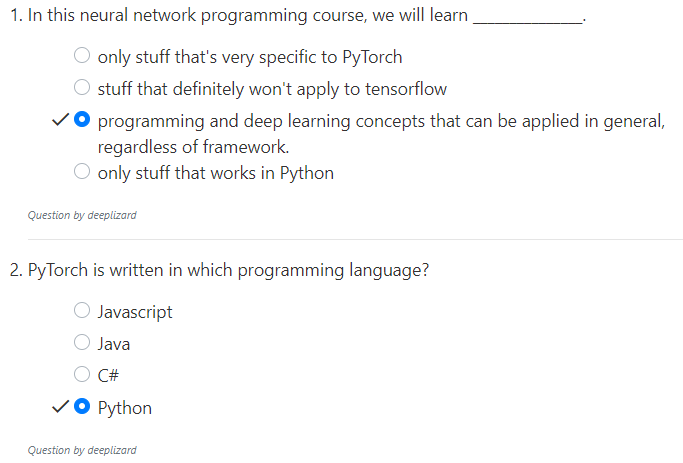 1. In this neural network programming course, we will learn ______________.
only stuff that's very specific to PyTorch
stuff that definitely won't apply to tensorflow
programming and deep learning concepts that can be applied in general,
regardless of framework.
only stuff that works in Python
Question by deeplizard
2. PyTorch is written in which programming language?
Javascript
Java
C#
Python
Question by deeplizard